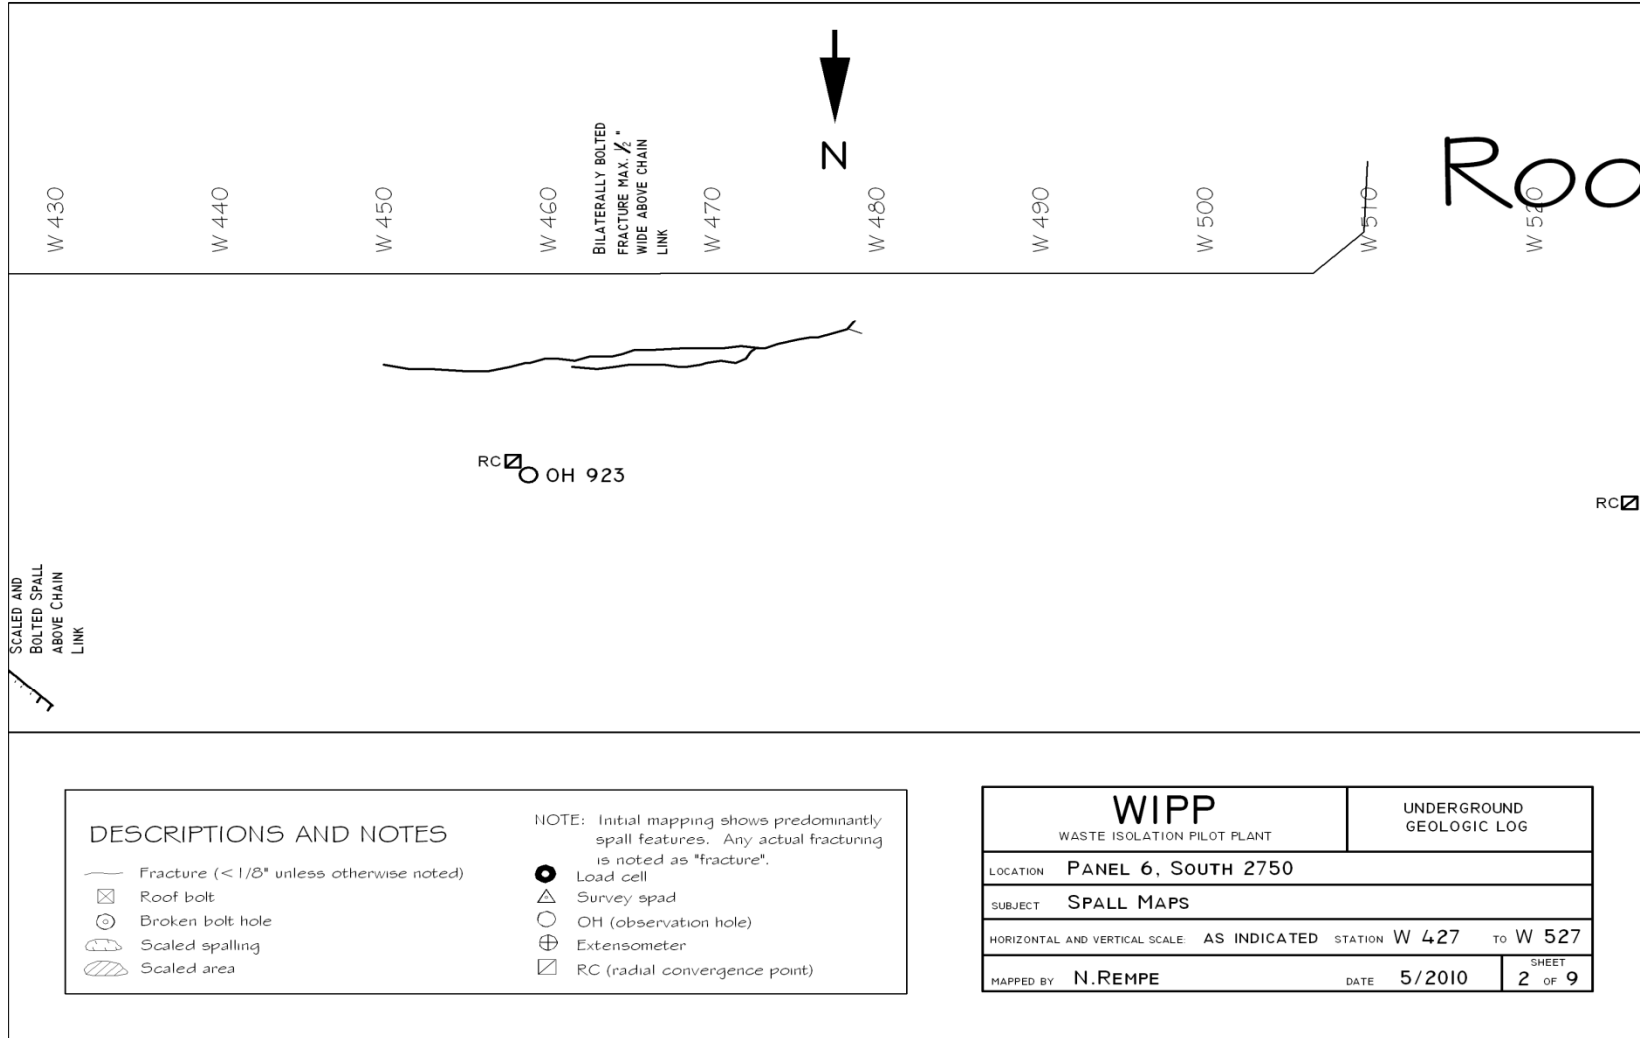 N
Roo
W 430
W 440
W 450
W 460
BILATERALLY BOLTED
FRACTURE MAX. ½"
WIDE ABOVE CHAIN
LINK
W 470
W 480
W 490
W 500
W 510
W 520
RC
OH 923
RC
SCALED AND
BOLTED SPALL
ABOVE CHAIN
LINK
DESCRIPTIONS AND NOTES
Fracture (< 1/8" unless otherwise noted)
Roof bolt
Broken bolt hole
Scaled spalling
Scaled area
NOTE: Initial mapping shows predominantly
spall features. Any actual fracturing
is noted as "fracture".
Load cell
Survey spad
OH (observation hole)
Extensometer
RC (radial convergence point)
WIPP
WASTE ISOLATION PILOT PLANT
UNDERGROUND
GEOLOGIC LOG
LOCATION PANEL 6, SOUTH 2750
SUBJECT SPALL MAPS
HORIZONTAL AND VERTICAL SCALE: AS INDICATED STATION W 427 TO W 527
MAPPED BY N.REMPE DATE 5/2010 SHEET
2 OF 9